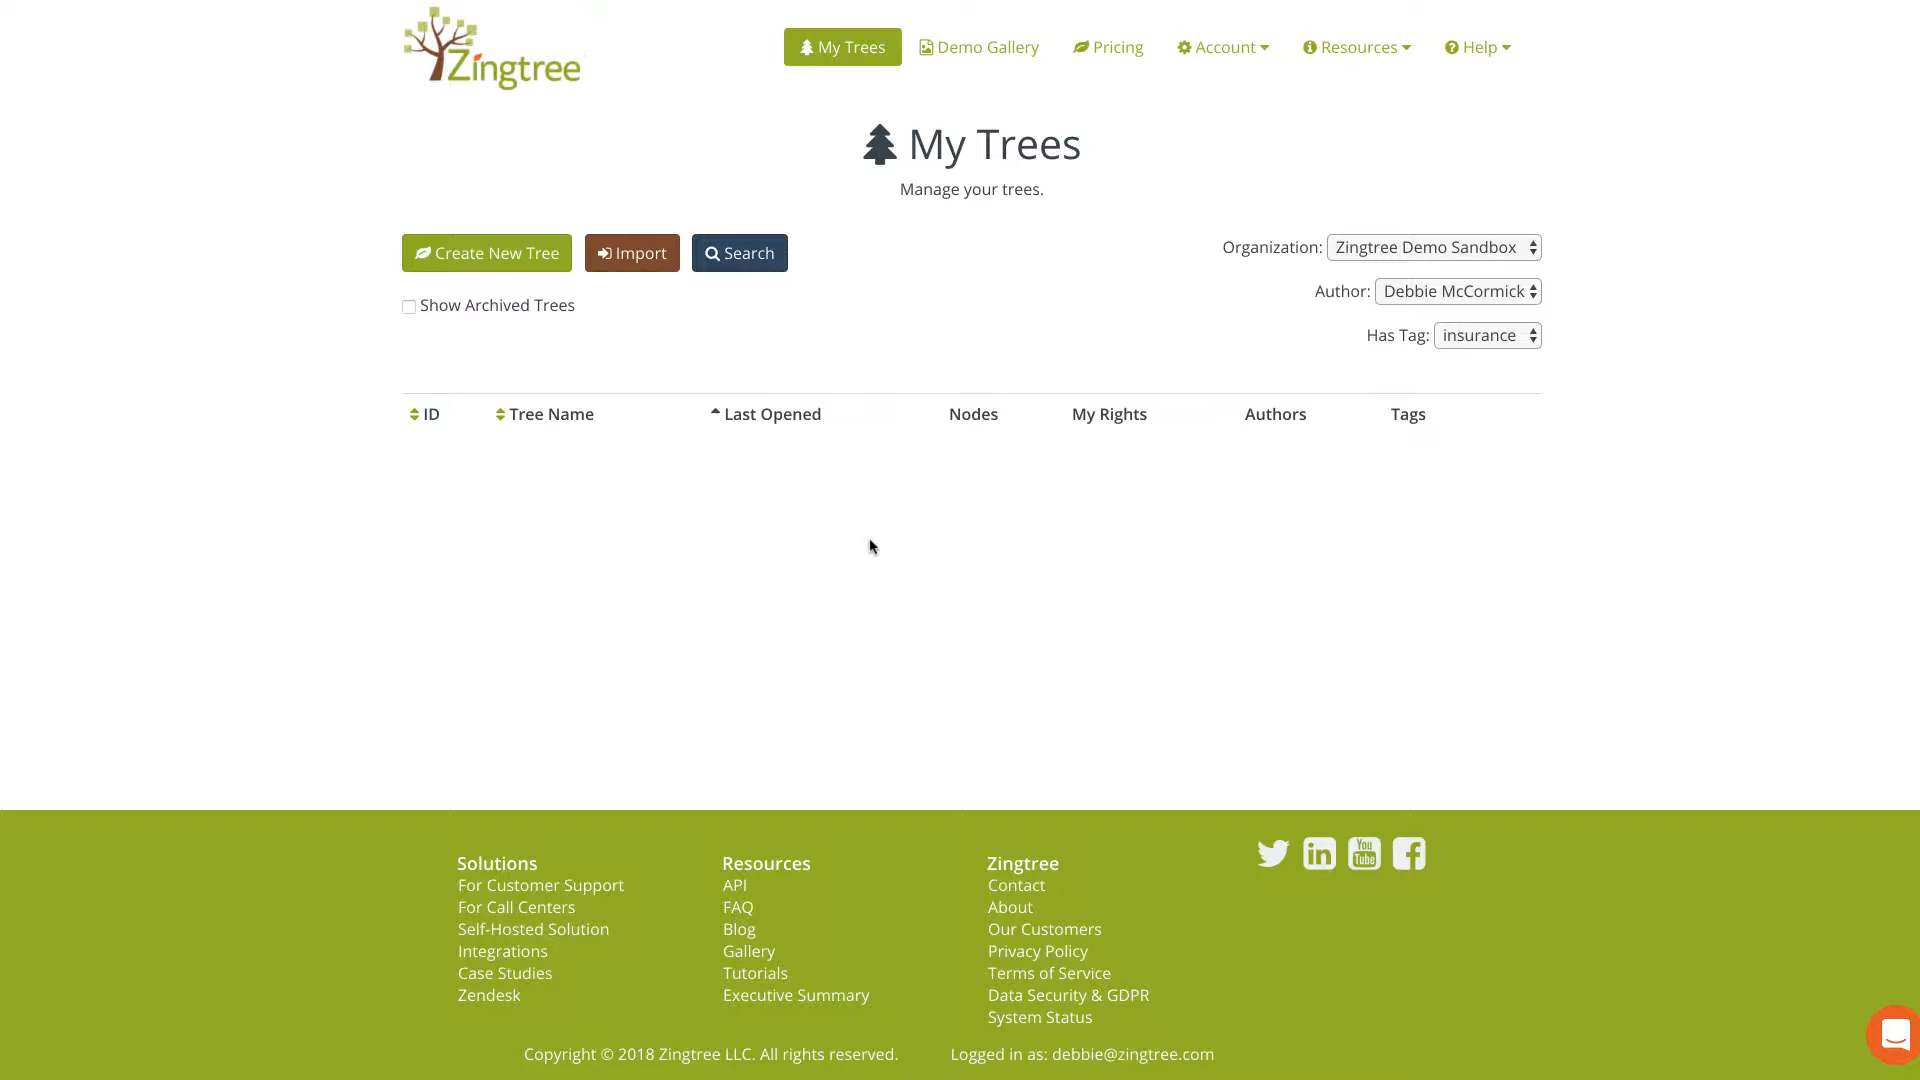 Zingtree
My Trees
Demo Gallery
Pricing
Account
Resources
Help
My Trees
Manage your trees.
Create New Tree
Import
Search
Organization: Zingtree Demo Sandbox
Show Archived Trees
Author: Debbie McCormick
Has Tag: insurance
ID
Tree Name
Last Opened
Nodes
My Rights
Authors
Tags
Solutions
For Customer Support
For Call Centers
Self-Hosted Solution
Integrations
Case Studies
Zendesk
Resources
API
FAQ
Blog
Gallery
Tutorials
Executive Summary
Zingtree
Contact
About
Our Customers
Privacy Policy
Terms of Service
Data Security & GDPR
System Status
in
You
Tube
Copyright © 2018 Zingtree LLC. All rights reserved.
Logged in as: debbie@zingtree.com